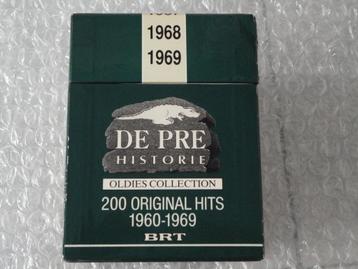 1968
1969
DE PRE
HISTORIE
OLDIES COLLECTION
200 ORIGINAL HITS
1960-1969
BRT